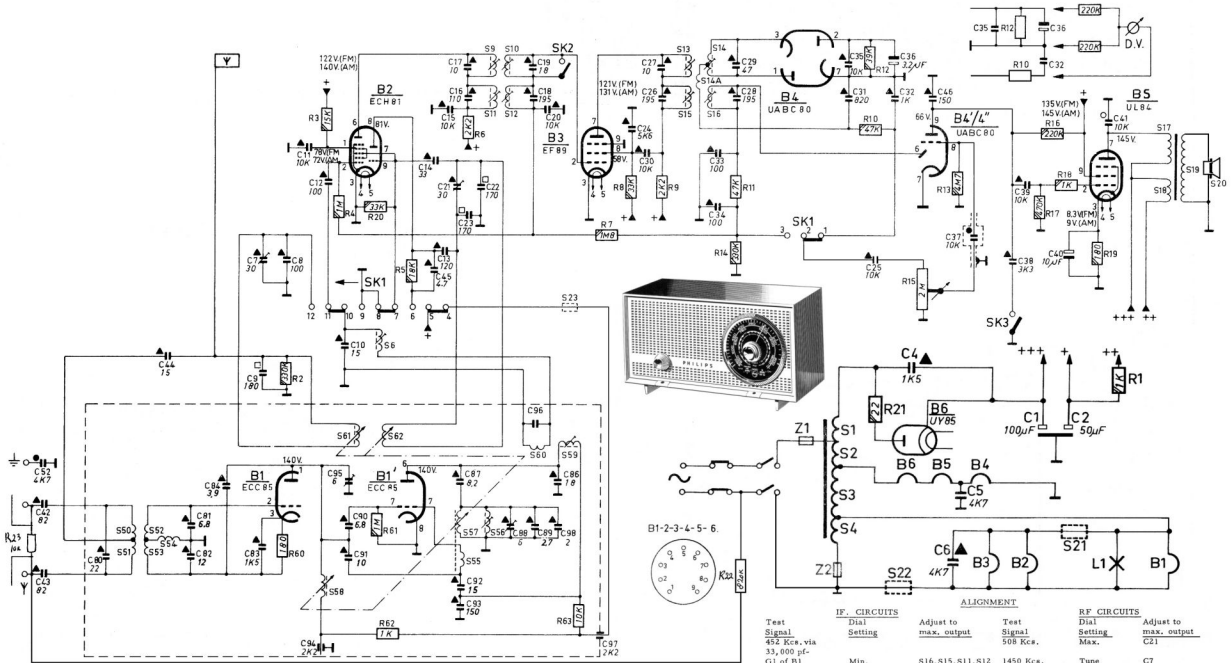 122V.(FM)
140V.(AM)
B2
ECH81
R3
15K
81V.
78V(FM
72V(AM
C11
10K
C12
100
R4
1M
33K
R20
C17
10
S9
S10
C19
18
SK2
C16
110
S11
S12
C18
195
C15
10K
R6
2K2
C20
10K
C14
33
C21
30
C22
170
C23
170
C13
120
C45
4.7
R5
18K
B3
EF89
121V.(FM)
131V.(AM)
58V.
C27
10
S13
S14
C29
47
C26
195
S15
S14A
S16
C28
195
C24
5K6
C30
10K
R8
33K
2K2
R9
C33
100
C34
100
47K
R11
R7
1M8
R14
B4
UABC80
C35
10K
39K
R12
C36
3.2µF
C31
820
C32
1K
R10
47K
B4'/4"
UABC80
66V.
C46
150
R13
4M7
C37
10K
C25
10K
R15
2M
SK1
3 2 1
C35
R12
C36
220K
220K
D.V.
R10
C32
135V.(FM)
145V.(AM)
R16
220K
B5
UL84
C41
10K
145V.
S17
S18
S19
S20
C39
10K
R18
1K
R17
470K
8.3V.(FM)
9V.(AM)
C40
10µF
180
R19
C38
3K3
SK3
+++
++
C7
30
C8
100
SK1
12 11 10 9 8 7 6 5 4
S23
C10
15
S6
C44
15
C9
180
R2
PHILIPS
C96
S61
S62
S60
S59
C52
4K7
C42
82
R23
10k
C43
82
C80
22
S50
S51
S52
S53
S54
C84
3,9
C81
6.8
C82
12
B1
ECC85
140V.
C83
1K5
180
R60
C95
6
B1'
ECC85
140V.
C90
6.8
1M
R61
C91
10
C87
8,2
C86
18
S57
S56
C88
6
C89
2.7
C98
2
S55
C92
15
C93
150
S58
R62
1K
C94
2K2
R63
10K
C97
2K2
B1-2-3-4-5-6.
R22
Z1
Z2
S1
S2
S3
S4
C4
1K5
R21
22
B6
UY85
+++
+
++
1K
R1
C1
100µF
C2
50µF
B6
B5
B4
C5
4K7
S21
S22
C6
4K7
B3
B2
L1
B1
ALIGNMENT
IF. CIRCUITS
RF CIRCUITS
Test Dial Adjust to Test Dial Adjust to
Signal Setting max. output Signal Setting max. output
452 Kcs. via 508 Kcs. Max. C21
33,000 pf-
G1 of B1 Min. S16, S15, S11, S12 1450 Kcs. Tune C7